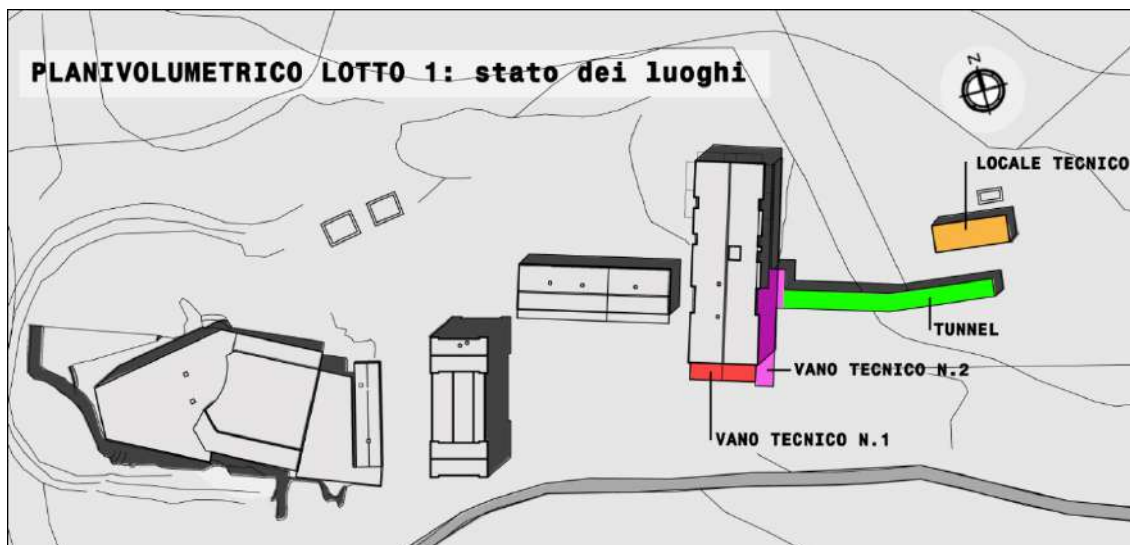 PLANIVOLUMETRICO LOTTO 1: stato dei luoghi
N
LOCALE TECNICO
TUNNEL
VANO TECNICO N.2
VANO TECNICO N.1